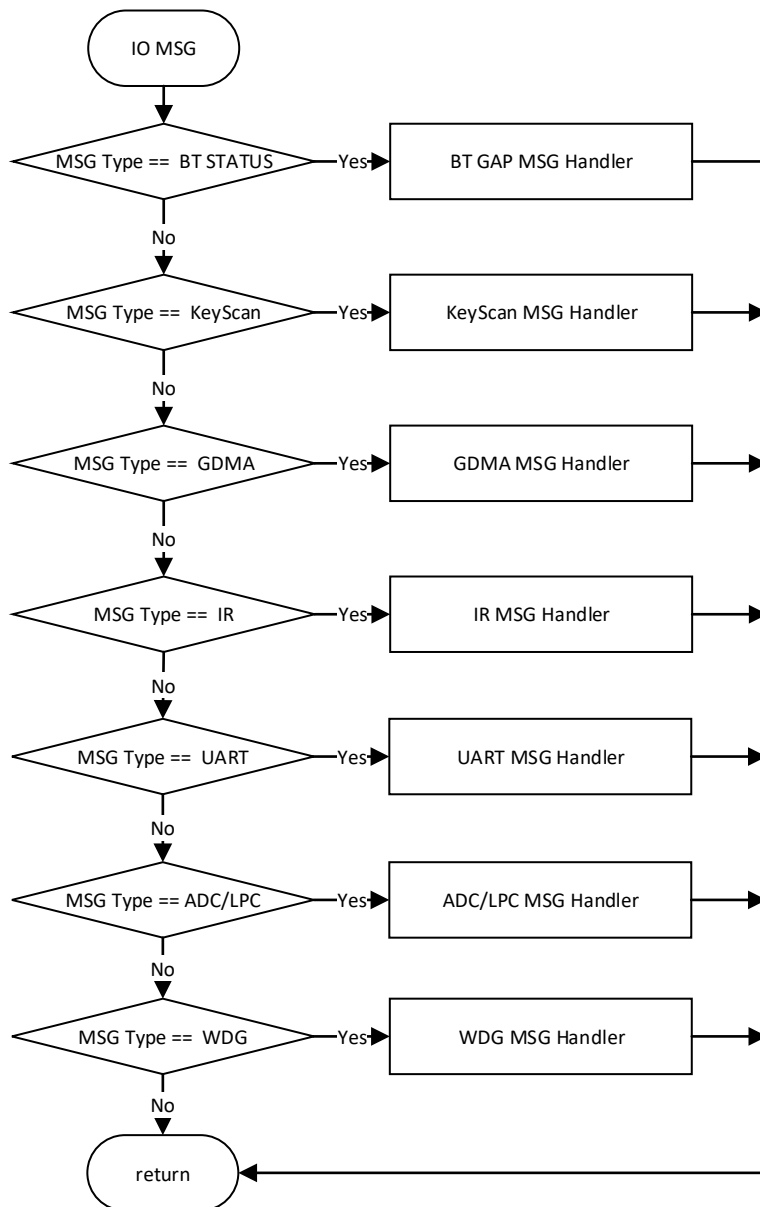 IO MSG
MSG Type ==  BT STATUS
Yes
BT GAP MSG Handler
No
MSG Type ==  KeyScan
Yes
KeyScan MSG Handler
No
MSG Type ==  GDMA
Yes
GDMA MSG Handler
No
MSG Type ==  IR
Yes
IR MSG Handler
No
MSG Type ==  UART
Yes
UART MSG Handler
No
MSG Type == ADC/LPC
Yes
ADC/LPC MSG Handler
No
MSG Type ==  WDG
Yes
WDG MSG Handler
No
return